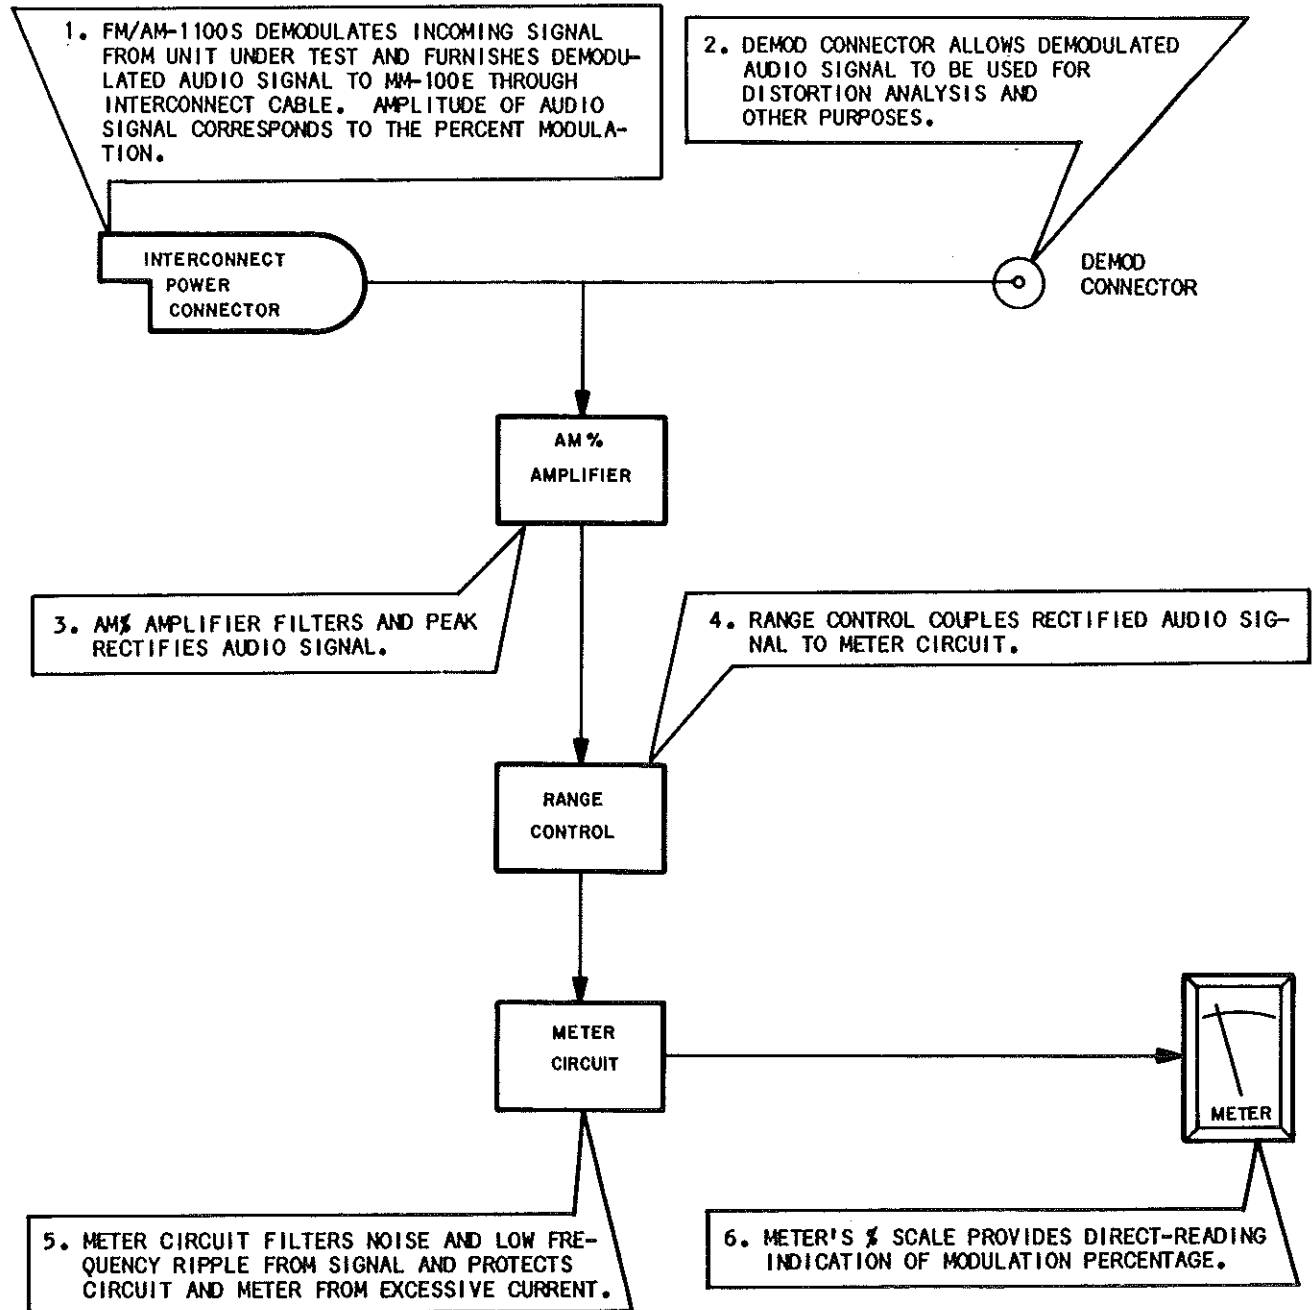 1. FM/AM-1100S DEMODULATES INCOMING SIGNAL
FROM UNIT UNDER TEST AND FURNISHES DEMODU-
LATED AUDIO SIGNAL TO MM-100E THROUGH
INTERCONNECT CABLE. AMPLITUDE OF AUDIO
SIGNAL CORRESPONDS TO THE PERCENT MODULA-
TION.
2. DEMOD CONNECTOR ALLOWS DEMODULATED
AUDIO SIGNAL TO BE USED FOR
DISTORTION ANALYSIS AND
OTHER PURPOSES.
INTERCONNECT
POWER
CONNECTOR
DEMOD
CONNECTOR
AM%
AMPLIFIER
3. AM% AMPLIFIER FILTERS AND PEAK
RECTIFIES AUDIO SIGNAL.
4. RANGE CONTROL COUPLES RECTIFIED AUDIO SIG-
NAL TO METER CIRCUIT.
RANGE
CONTROL
METER
CIRCUIT
METER
5. METER CIRCUIT FILTERS NOISE AND LOW FRE-
QUENCY RIPPLE FROM SIGNAL AND PROTECTS
CIRCUIT AND METER FROM EXCESSIVE CURRENT.
6. METER'S % SCALE PROVIDES DIRECT-READING
INDICATION OF MODULATION PERCENTAGE.